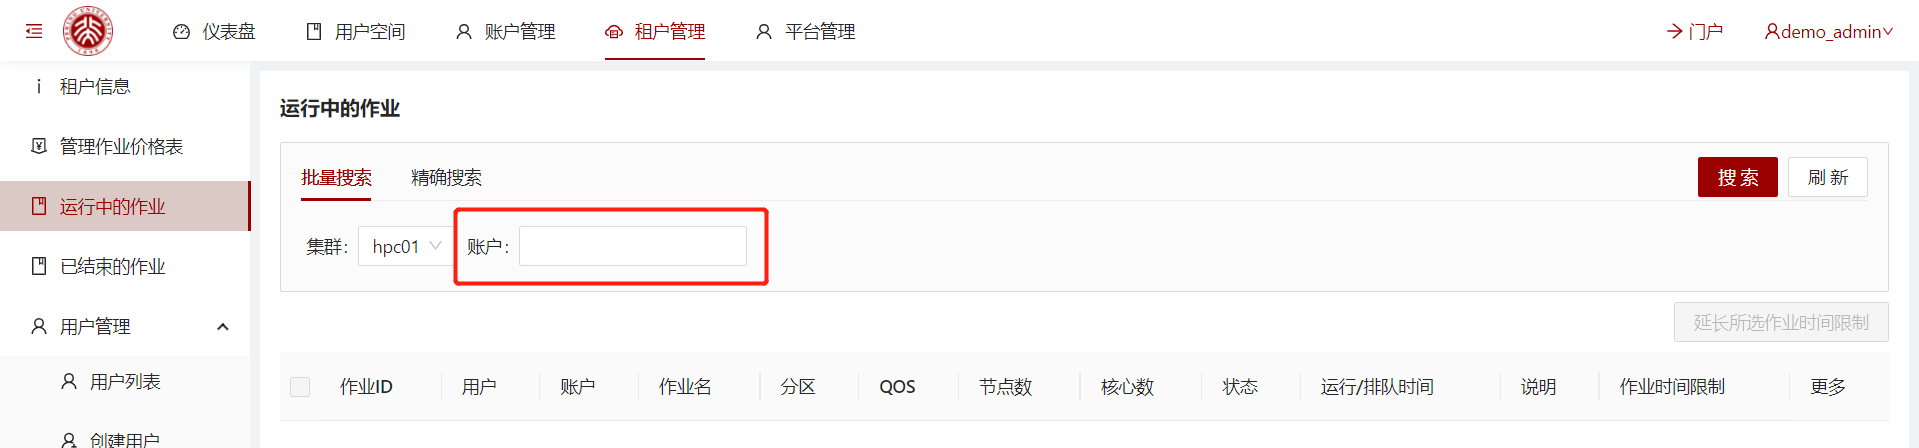 仪表盘 用户空间 账户管理 租户管理 平台管理 门户 demo_admin
租户信息
管理作业价格表
运行中的作业
已结束的作业
用户管理
用户列表
创建用户
运行中的作业
批量搜索 精确搜索 搜索 刷新
集群: hpc01 账户:
延长所选作业时间限制
作业ID 用户 账户 作业名 分区 QOS 节点数 核心数 状态 运行/排队时间 说明 作业时间限制 更多